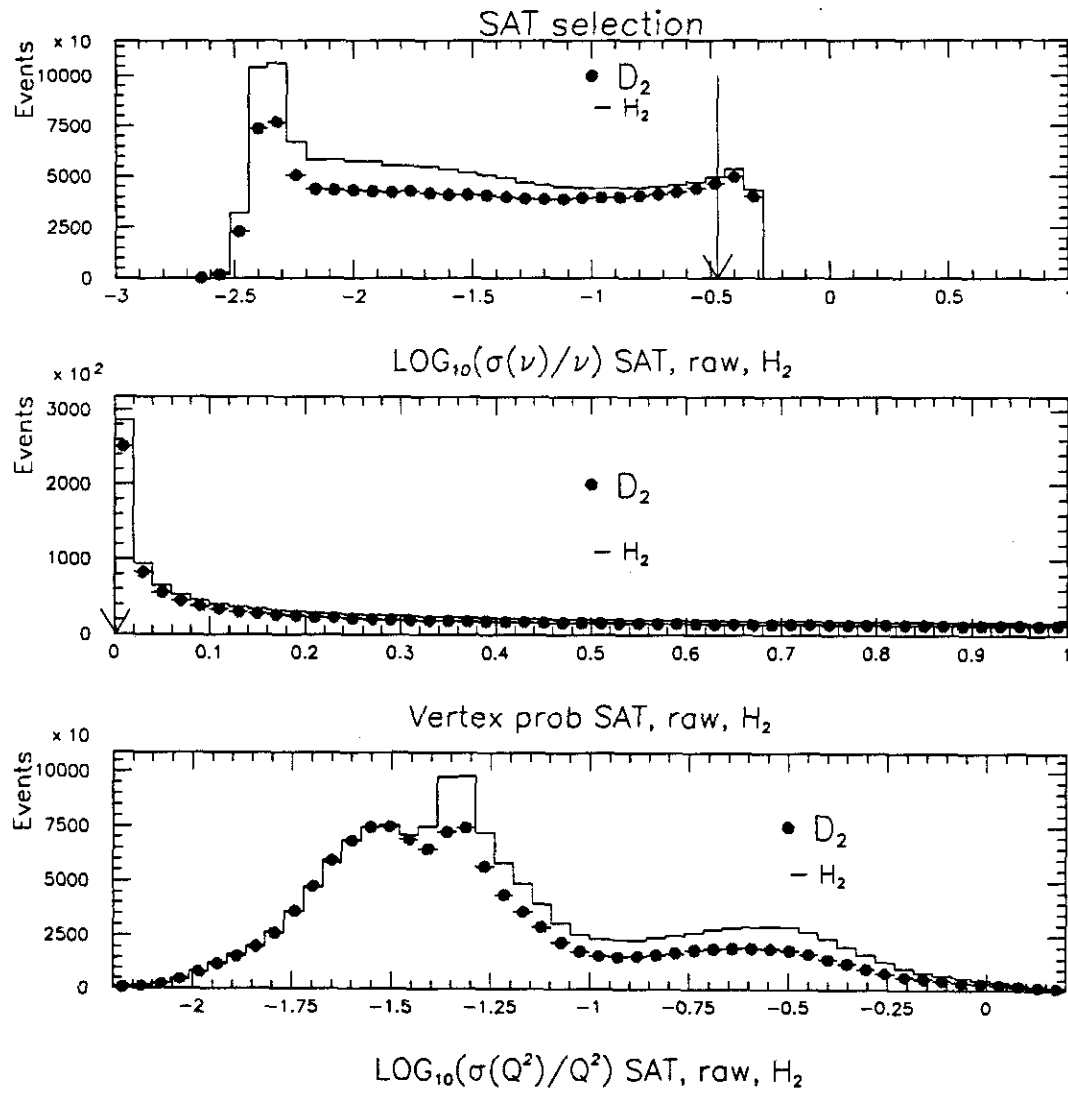 SAT selection
x 10
Events
10000
7500
5000
2500
0
D₂
H₂
-3 -2.5 -2 -1.5 -1 -0.5 0 0.5 1
LOG₁₀(σ(ν)/ν) SAT, raw, H₂
x 10²
Events
3000
2000
1000
0
D₂
H₂
0 0.1 0.2 0.3 0.4 0.5 0.6 0.7 0.8 0.9 1
Vertex prob SAT, raw, H₂
x 10
Events
10000
7500
5000
2500
0
D₂
H₂
-2 -1.75 -1.5 -1.25 -1 -0.75 -0.5 -0.25 0
LOG₁₀(σ(Q²)/Q²) SAT, raw, H₂